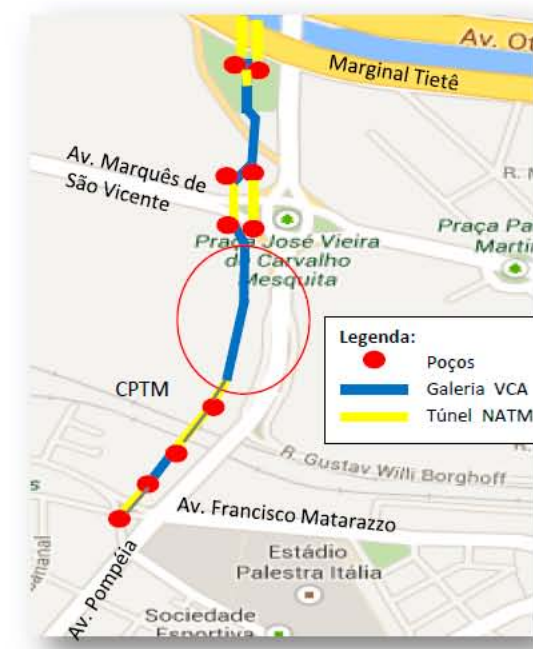 Av. Ot
Marginal Tietê
Av. Marquês de
São Vicente
R. M
Praça José Vieira
de Carvalho
Mesquita
Praça Pa
Martin
Legenda:
Poços
Galeria VCA
Túnel NATM
CPTM
R. Gustav Willi Borghoff
Av. Francisco Matarazzo
Estádio
Palestra Itália
Av. Pompéia
Sociedade
Esportiva